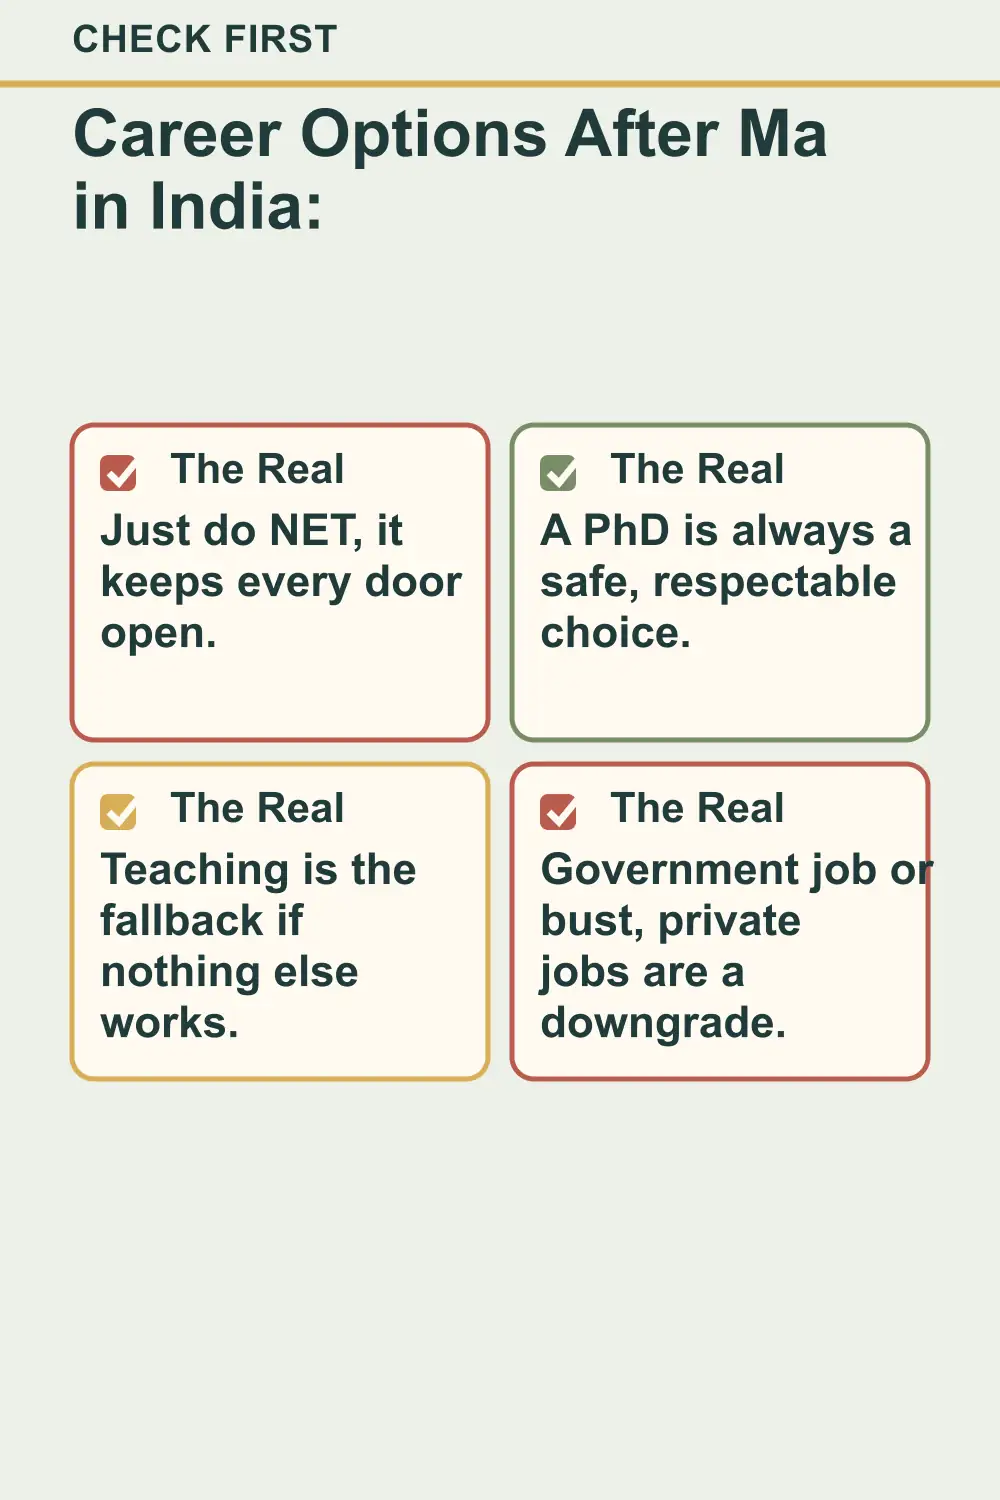 CHECK FIRST
Career Options After Ma
in India:
The Real
Just do NET, it
keeps every door
open.
The Real
A PhD is always a
safe, respectable
choice.
The Real
Teaching is the
fallback if
nothing else
works.
The Real
Government job or
bust, private
jobs are a
downgrade.